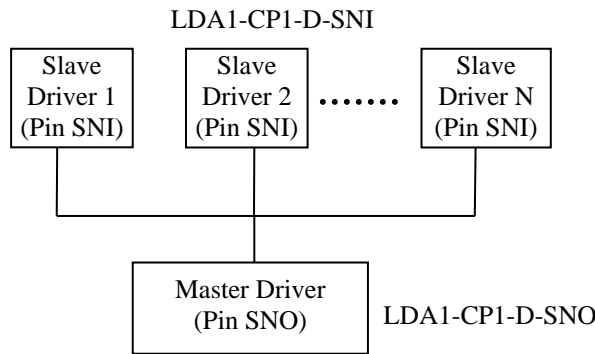 LDA1-CP1-D-SNI
Slave
Driver 1
(Pin SNI)
Slave
Driver 2
(Pin SNI)
.......
Slave
Driver N
(Pin SNI)
Master Driver
(Pin SNO)
LDA1-CP1-D-SNO